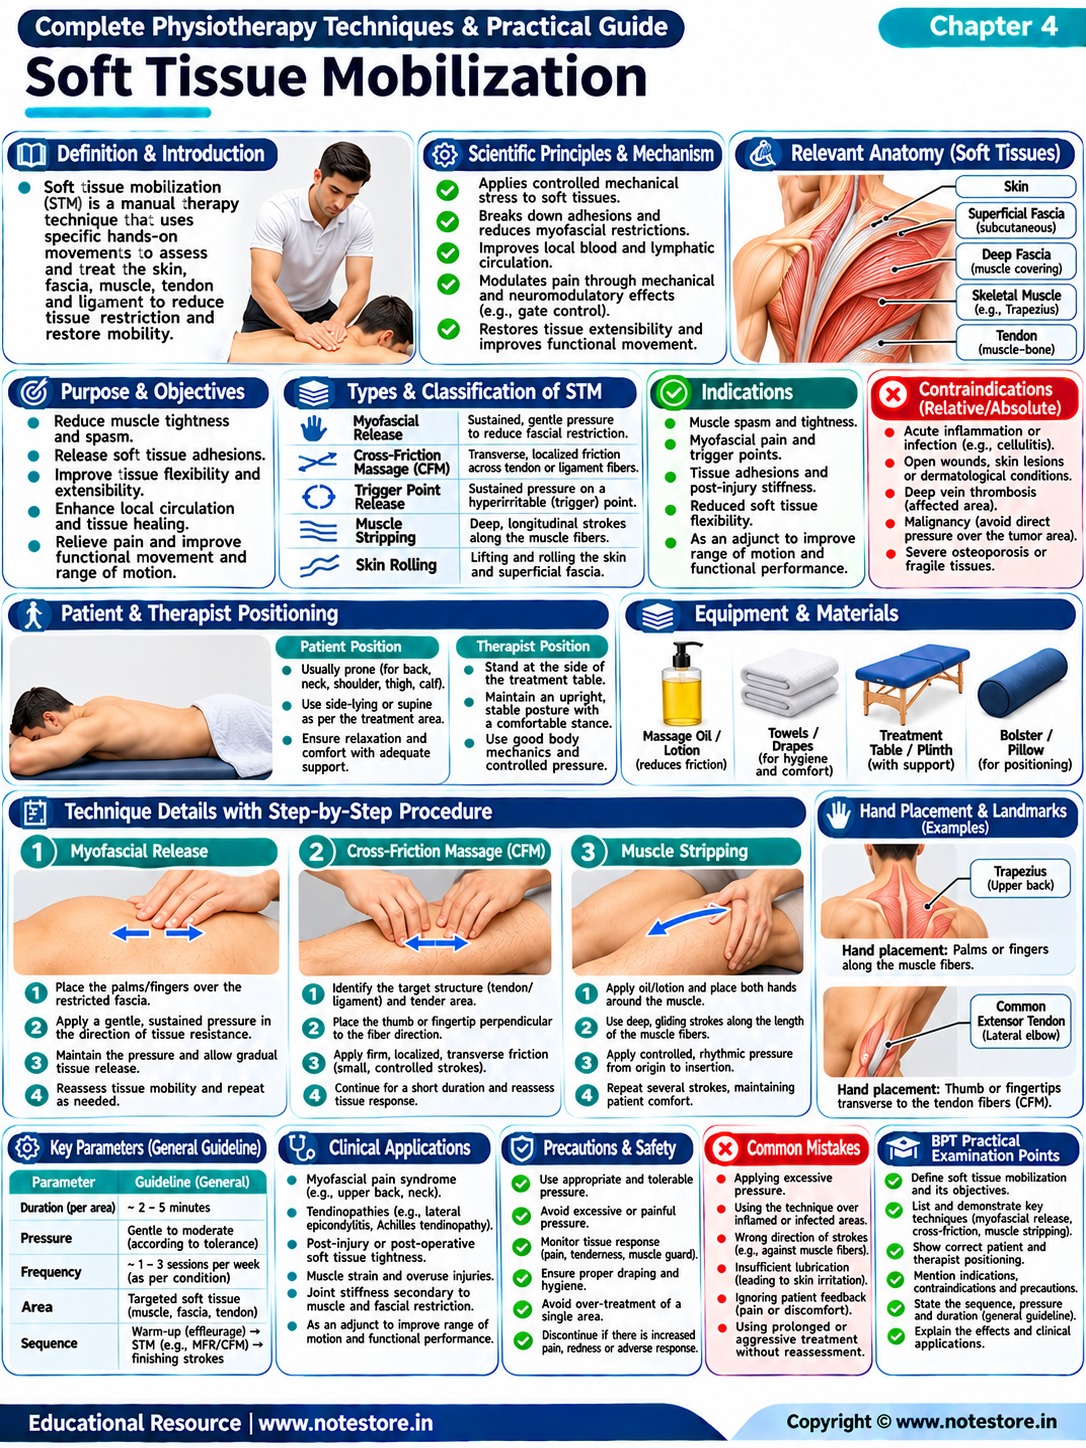 Complete Physiotherapy Techniques & Practical Guide
Chapter 4
Soft Tissue Mobilization
Definition & Introduction
Soft tissue mobilization
(STM) is a manual therapy
technique that uses
specific hands-on
movements to assess
and treat the skin,
fascia, muscle, tendon
and ligament to reduce
tissue restriction and
restore mobility.
Scientific Principles & Mechanism
Applies controlled mechanical
stress to soft tissues.
Breaks down adhesions and
reduces myofascial restrictions.
Improves local blood and lymphatic
circulation.
Modulates pain through mechanical
and neuromodulatory effects
(e.g., gate control).
Restores tissue extensibility and
improves functional movement.
Relevant Anatomy (Soft Tissues)
Skin
Superficial Fascia
(subcutaneous)
Deep Fascia
(muscle covering)
Skeletal Muscle
(e.g., Trapezius)
Tendon
(muscle-bone)
Purpose & Objectives
Reduce muscle tightness
and spasm.
Release soft tissue adhesions.
Improve tissue flexibility and
extensibility.
Enhance local circulation
and tissue healing.
Relieve pain and improve
functional movement and
range of motion.
Types & Classification of STM
Myofascial
Release
Sustained, gentle pressure
to reduce fascial restriction.
Cross-Friction
Massage (CFM)
Transverse, localized friction
across tendon or ligament fibers.
Trigger Point
Release
Sustained pressure on a
hyperirritable (trigger) point.
Muscle
Stripping
Deep, longitudinal strokes
along the muscle fibers.
Skin Rolling
Lifting and rolling the skin
and superficial fascia.
Indications
Muscle spasm and tightness.
Myofascial pain and
trigger points.
Tissue adhesions and
post-injury stiffness.
Reduced soft tissue
flexibility.
As an adjunct to improve
range of motion and
functional performance.
Contraindications
(Relative/Absolute)
Acute inflammation or
infection (e.g., cellulitis).
Open wounds, skin lesions
or dermatological conditions.
Deep vein thrombosis
(affected area).
Malignancy (avoid direct
pressure over the tumor area).
Severe osteoporosis or
fragile tissues.
Patient & Therapist Positioning
Patient Position
Usually prone (for back,
neck, shoulder, thigh, calf).
Use side-lying or supine
as per the treatment area.
Ensure relaxation and
comfort with adequate
support.
Therapist Position
Stand at the side of
the treatment table.
Maintain an upright,
stable posture with
a comfortable stance.
Use good body
mechanics and
controlled pressure.
Equipment & Materials
Massage Oil /
Lotion
(reduces friction)
Towels /
Drapes
(for hygiene
and comfort)
Treatment
Table / Plinth
(with support)
Bolster /
Pillow
(for positioning)
Technique Details with Step-by-Step Procedure
1 Myofascial Release
1 Place the palms/fingers over the
restricted fascia.
2 Apply a gentle, sustained pressure in
the direction of tissue resistance.
3 Maintain the pressure and allow gradual
tissue release.
4 Reassess tissue mobility and repeat
as needed.
2 Cross-Friction Massage (CFM)
1 Identify the target structure (tendon/
ligament) and tender area.
2 Place the thumb or fingertip perpendicular
to the fiber direction.
3 Apply firm, localized, transverse friction
(small, controlled strokes).
4 Continue for a short duration and reassess
tissue response.
3 Muscle Stripping
1 Apply oil/lotion and place both hands
around the muscle.
2 Use deep, gliding strokes along the length
of the muscle fibers.
3 Apply controlled, rhythmic pressure
from origin to insertion.
4 Repeat several strokes, maintaining
patient comfort.
Hand Placement & Landmarks
(Examples)
Trapezius
(Upper back)
Hand placement: Palms or fingers
along the muscle fibers.
Common
Extensor Tendon
(Lateral elbow)
Hand placement: Thumb or fingertips
transverse to the tendon fibers (CFM).
Key Parameters (General Guideline)
Parameter Guideline (General)
Duration (per area) ~ 2 – 5 minutes
Pressure
Gentle to moderate
(according to tolerance)
Frequency
~ 1 – 3 sessions per week
(as per condition)
Area
Targeted soft tissue
(muscle, fascia, tendon)
Sequence
Warm-up (effleurage) →
STM (e.g., MFR/CFM) →
finishing strokes
Clinical Applications
Myofascial pain syndrome
(e.g., upper back, neck).
Tendinopathies (e.g., lateral
epicondylitis, Achilles tendinopathy).
Post-injury or post-operative
soft tissue tightness.
Muscle strain and overuse injuries.
Joint stiffness secondary to
muscle and fascial restriction.
As an adjunct to improve range of
motion and functional performance.
Precautions & Safety
Use appropriate and tolerable
pressure.
Avoid excessive or painful
pressure.
Monitor tissue response
(pain, tenderness, muscle guard).
Ensure proper draping and
hygiene.
Avoid over-treatment of a
single area.
Discontinue if there is increased
pain, redness or adverse response.
Common Mistakes
Applying excessive
pressure.
Using the technique over
inflamed or infected areas.
Wrong direction of strokes
(e.g., against muscle fibers).
Insufficient lubrication
(leading to skin irritation).
Ignoring patient feedback
(pain or discomfort).
Using prolonged or
aggressive treatment
without reassessment.
BPT Practical
Examination Points
Define soft tissue mobilization
and its objectives.
List and demonstrate key
techniques (myofascial release,
cross-friction, muscle stripping).
Show correct patient and
therapist positioning.
Mention indications,
contraindications and precautions.
State the sequence, pressure
and duration (general guideline).
Explain the effects and clinical
applications.
Educational Resource | www.notestore.in
Copyright © www.notestore.in